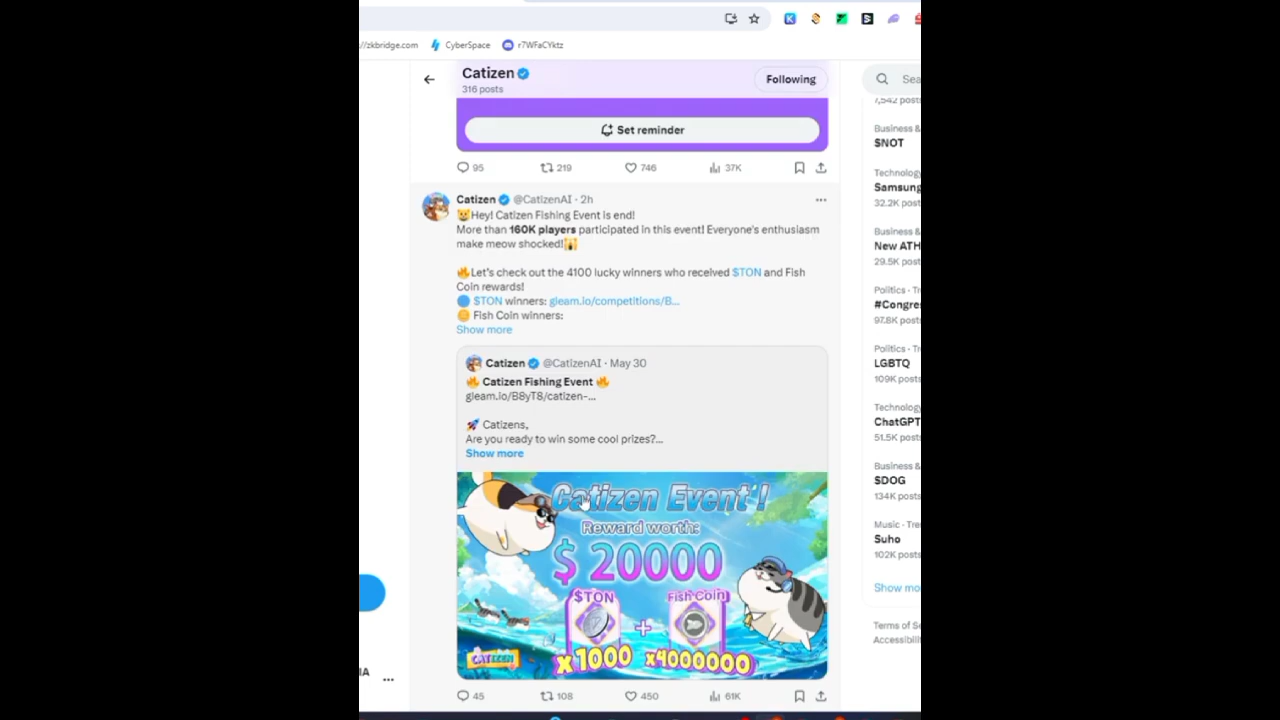 //zkbridge.com CyberSpace r7WFaCYktz
Catizen
316 posts
Following
Set reminder
95 219 746 37K
Catizen @CatizenAI · 2h
Hey! Catizen Fishing Event is end!
More than 160K players participated in this event! Everyone's enthusiasm
make meow shocked!
Let's check out the 4100 lucky winners who received $TON and Fish
Coin rewards!
$TON winners: gleam.io/competitions/B...
Fish Coin winners:
Show more
Catizen @CatizenAI · May 30
Catizen Fishing Event
gleam.io/B8yT8/catizen-...
Catizens,
Are you ready to win some cool prizes?...
Show more
Catizen Event!
Reward worth:
$ 20000
$TON
Fish Coin
+
CATIZEN
x1000
x4000000
45 108 450 61K
Sea
7,542 posts
Business &
$NOT
Technology
Samsung
32.2K posts
Business &
New ATH
29.5K posts
Politics · Tre
#Congre
97.8K posts
Politics · Tr
LGBTQ
109K posts
Technology
ChatGPT
51.5K posts
Business &
$DOG
134K posts
Music · Tre
Suho
102K posts
Show mo
Terms of Se
Accessibili
IA